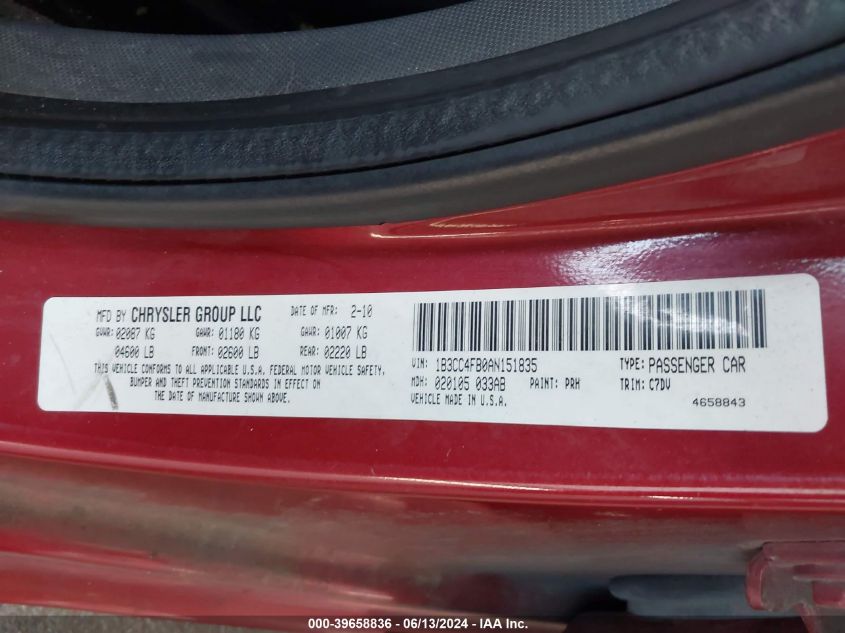 MFD BY CHRYSLER GROUP LLC DATE OF MFR: 2-10
GVWR: 02087 KG GAWR: 01180 KG GAWR: 01007 KG
04600 LB FRONT: 02600 LB REAR: 02220 LB
THIS VEHICLE CONFORMS TO ALL APPLICABLE U.S.A. FEDERAL MOTOR VEHICLE SAFETY,
BUMPER AND THEFT PREVENTION STANDARDS IN EFFECT ON
THE DATE OF MANUFACTURE SHOWN ABOVE.
VIN: 1B3CC4FB0AN151835 TYPE: PASSENGER CAR
MDH: 020105 033AB PAINT: PRH TRIM: C7DV
VEHICLE MADE IN U.S.A. 4658843
000-39658836 - 06/13/2024 - IAA Inc.